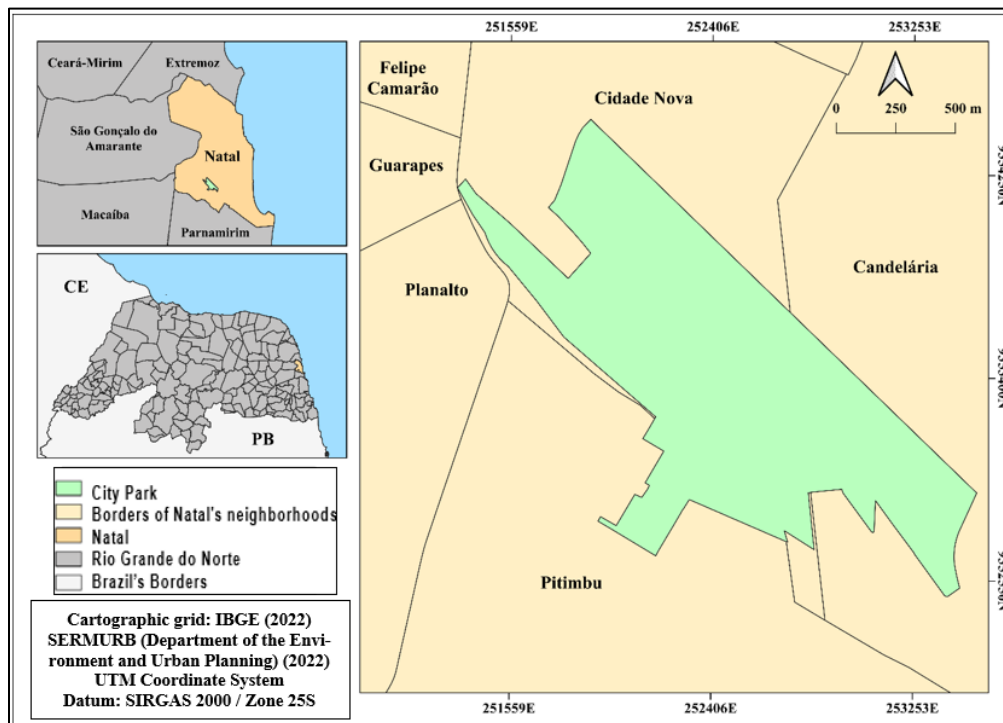 251559E
252406E
253253E
Ceará-Mirim
Extremoz
São Gonçalo do
Amarante
Natal
Macaíba
Parnamirim
CE
PB
City Park
Borders of Natal's neighborhoods
Natal
Rio Grande do Norte
Brazil's Borders
Cartographic grid: IBGE (2022)
SERMURB (Department of the Envi-
ronment and Urban Planning) (2022)
UTM Coordinate System
Datum: SIRGAS 2000 / Zone 25S
Felipe
Camarão
Cidade Nova
0 250 500 m
Guarapes
Planalto
Candelária
Pitimbu
251559E
252406E
253253E